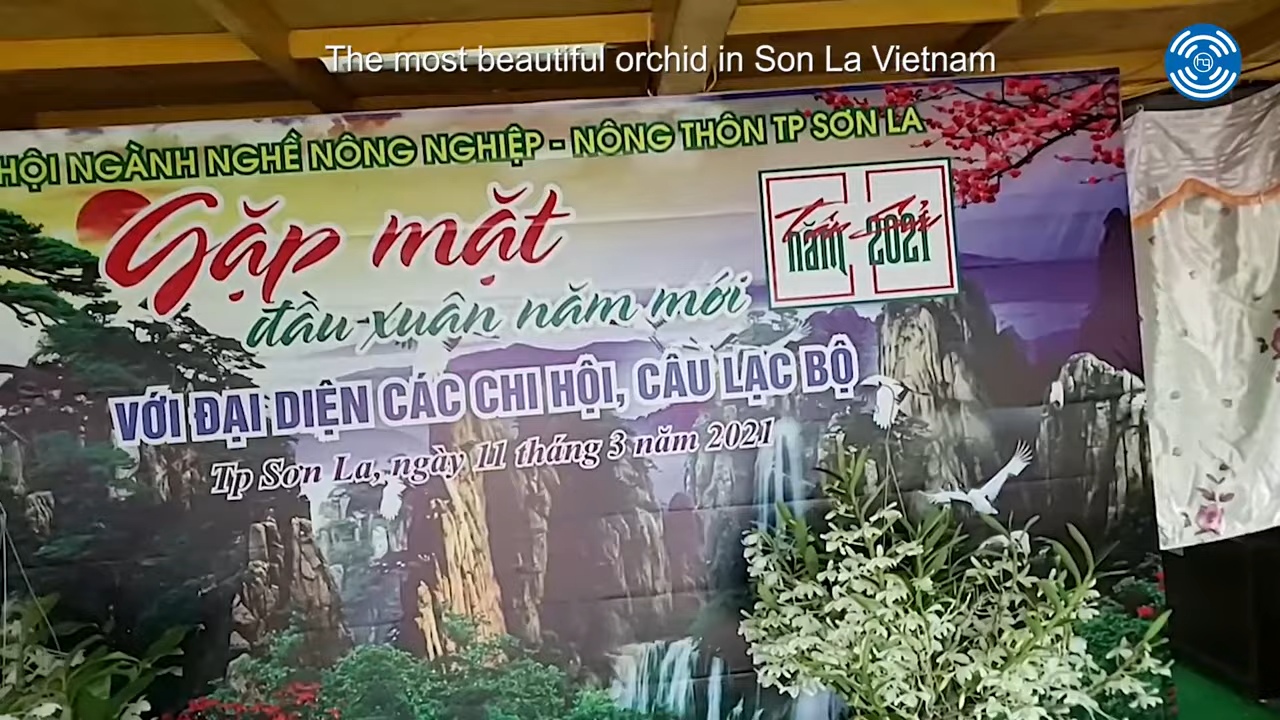 The most beautiful orchid in Son La Vietnam
HỘI NGÀNH NGHỀ NÔNG NGHIỆP - NÔNG THÔN TP SƠN LA
Gặp mặt
năm 2021
đầu xuân năm mới
VỚI ĐẠI DIỆN CÁC CHI HỘI, CÂU LẠC BỘ
Tp Sơn La, ngày 11 tháng 3 năm 2021